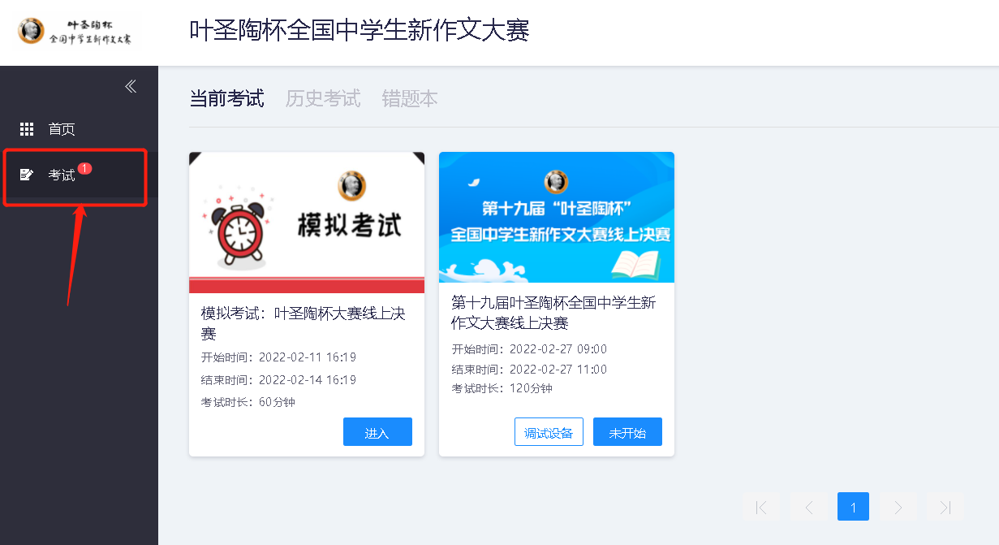 叶圣陶杯
全国中学生新作文大赛
叶圣陶杯全国中学生新作文大赛
首页
考试 1
当前考试 历史考试 错题本
模拟考试
模拟考试：叶圣陶杯大赛线上决
赛
开始时间：2022-02-11 16:19
结束时间：2022-02-14 16:19
考试时长：60分钟
进入
第十九届“叶圣陶杯”
全国中学生新作文大赛线上决赛
第十九届叶圣陶杯全国中学生新
作文大赛线上决赛
开始时间：2022-02-27 09:00
结束时间：2022-02-27 11:00
考试时长：120分钟
调试设备 未开始
1